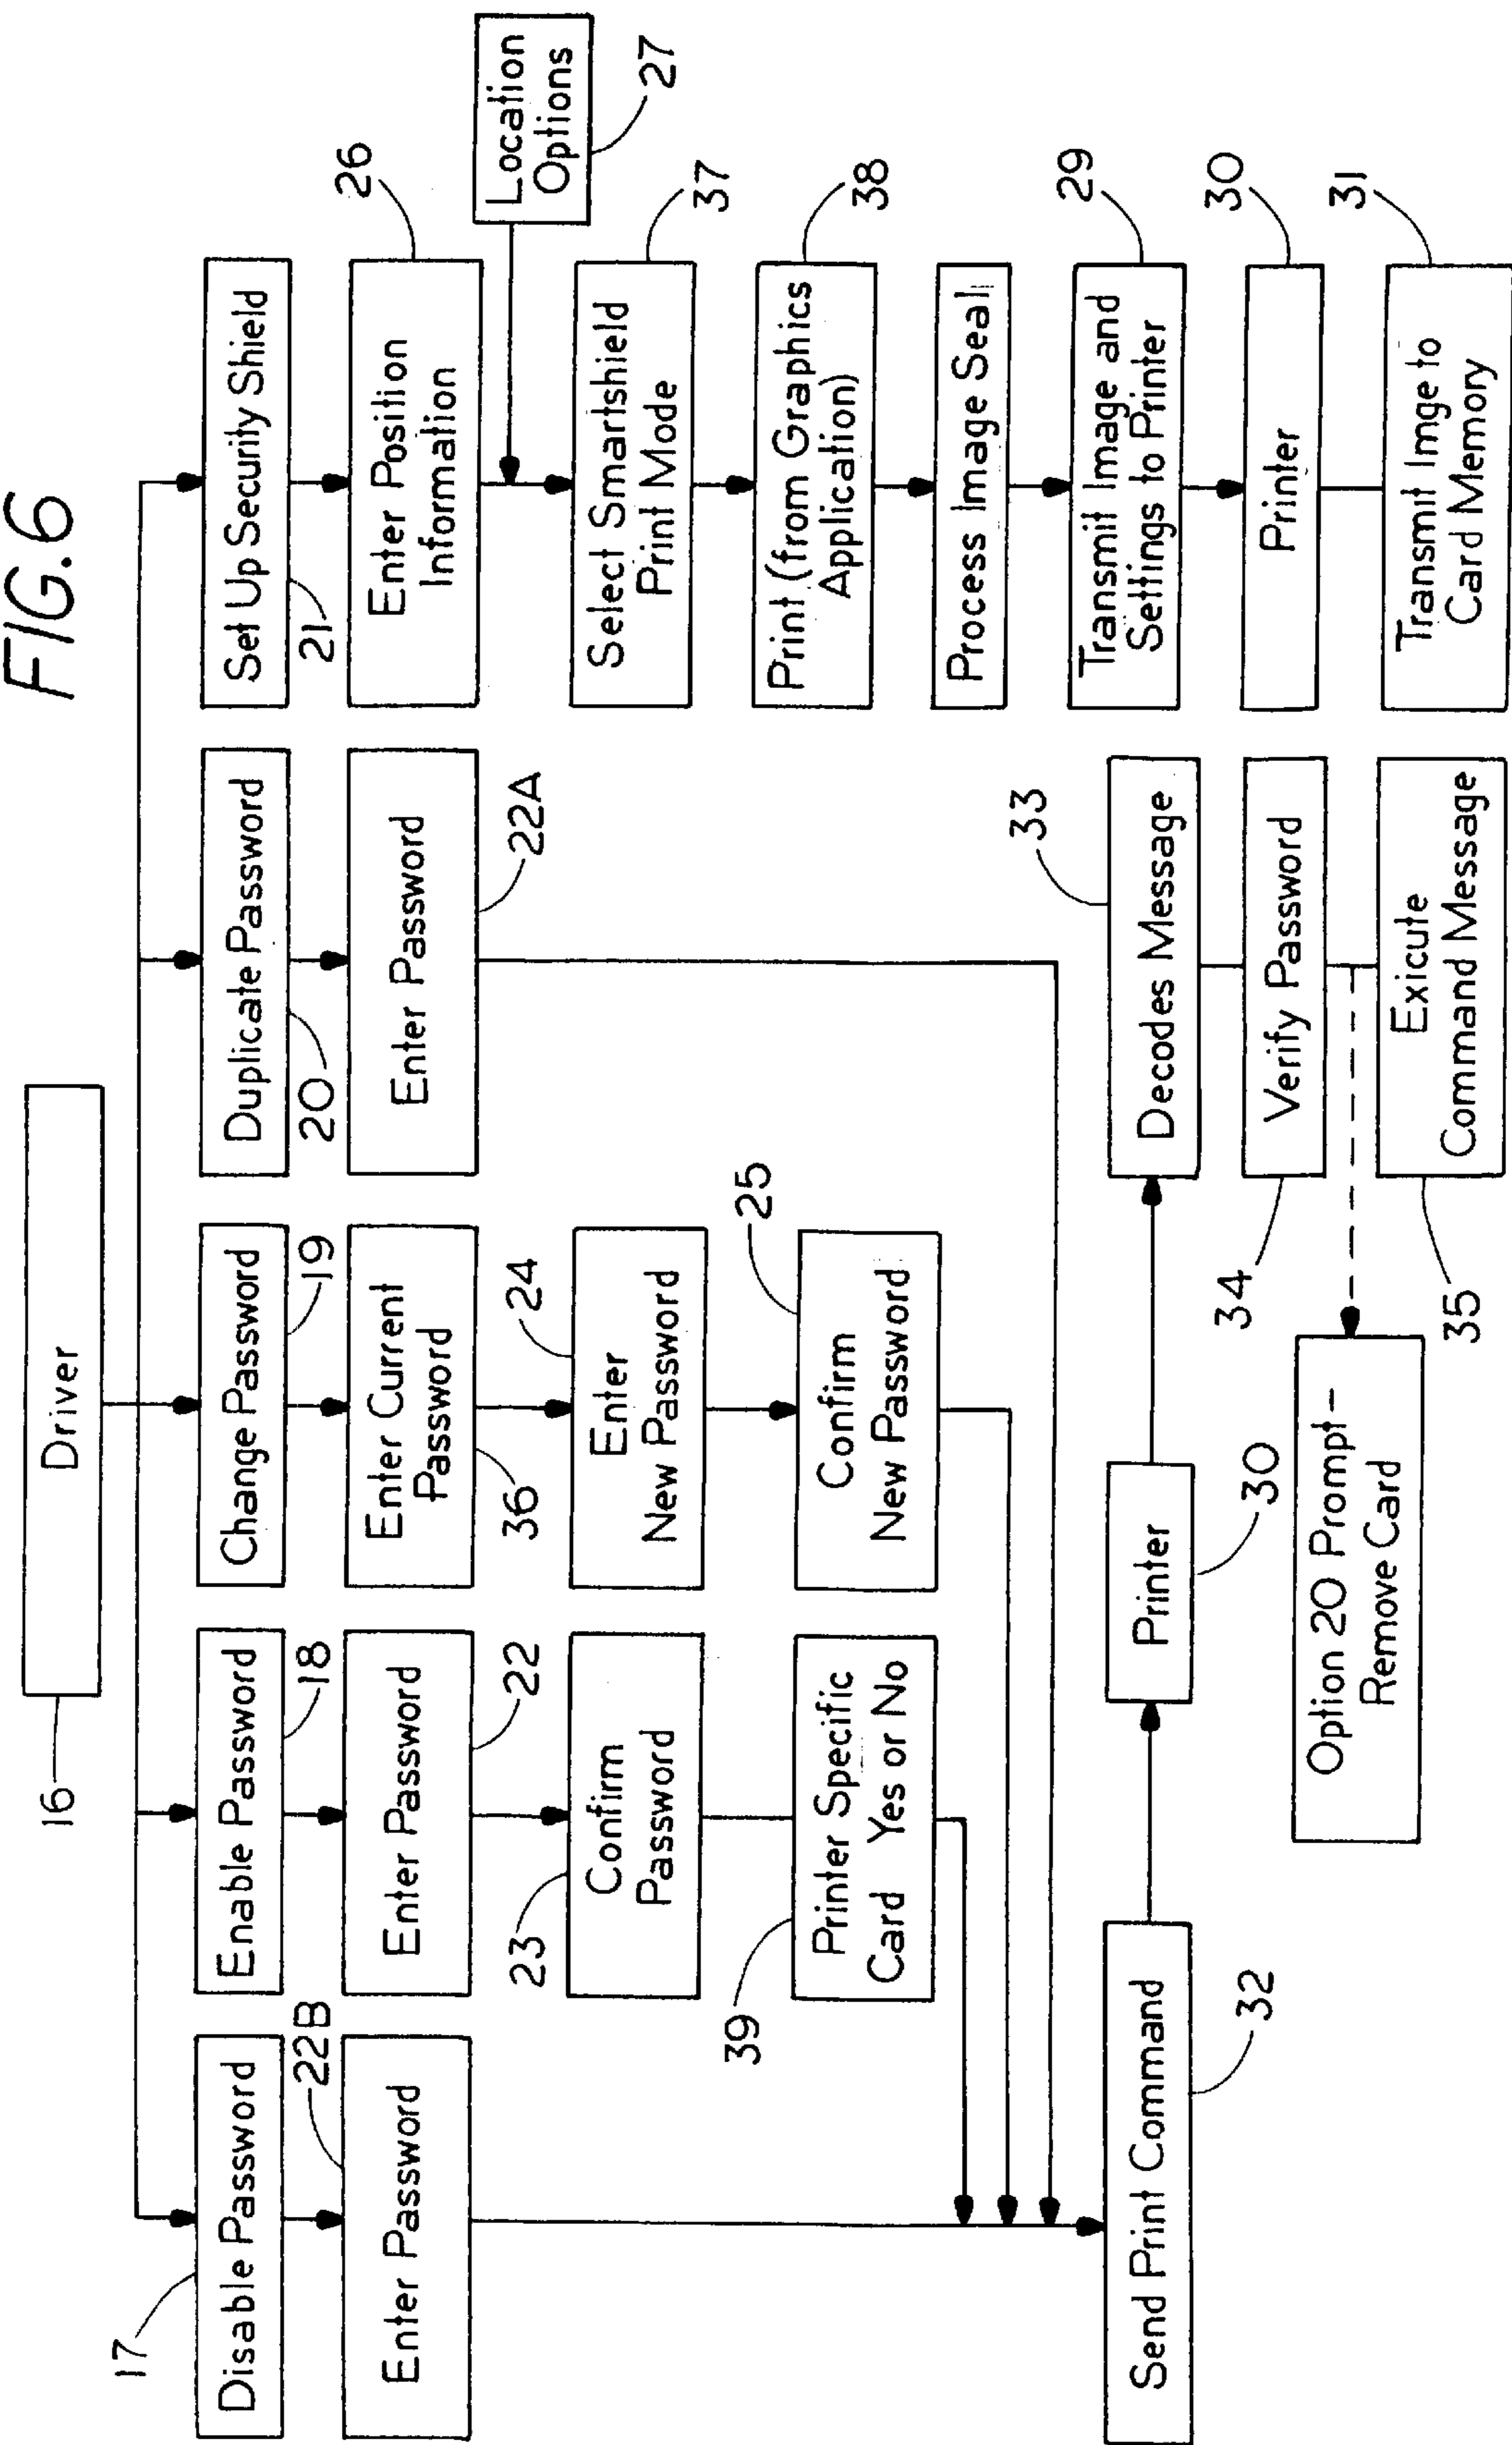 FIG.6
Driver
16
Disable Password
17
Enable Password
18
Change Password
19
Duplicate Password
20
Set Up Security Shield
21
Enter Password
22B
Enter Password
22
Enter Current
Password
36
Enter Password
22A
Enter Position
Information
26
Location
Options
27
Confirm
Password
23
Enter
New Password
24
Select Smartshield
Print Mode
37
Printer Specific
Card Yes or No
39
Confirm
New Password
25
Print (from Graphics
Application)
38
Process Image Seal
Send Print Command
32
Printer
30
Decodes Message
33
Transmit Image and
Settings to Printer
29
Verify Password
34
Printer
30
Option 20 Prompt-
Remove Card
Exicute
Command Message
35
Transmit Imge to
Card Memory
31